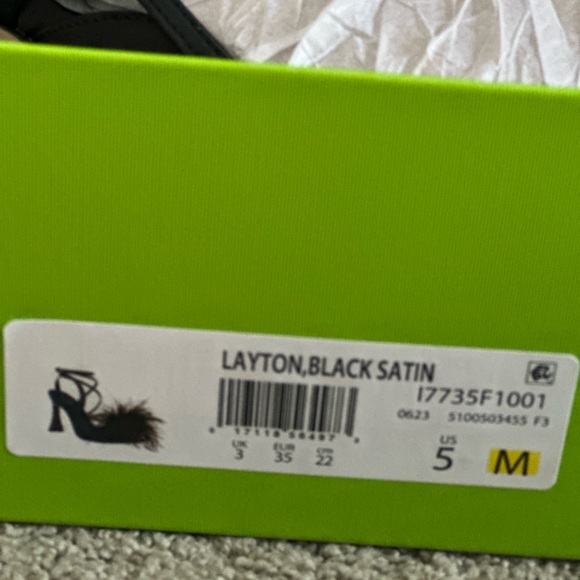 LAYTON,BLACK SATIN
I7735F1001
0623 5100503455 F3
UK EUR cm US
3 35 22 5 M